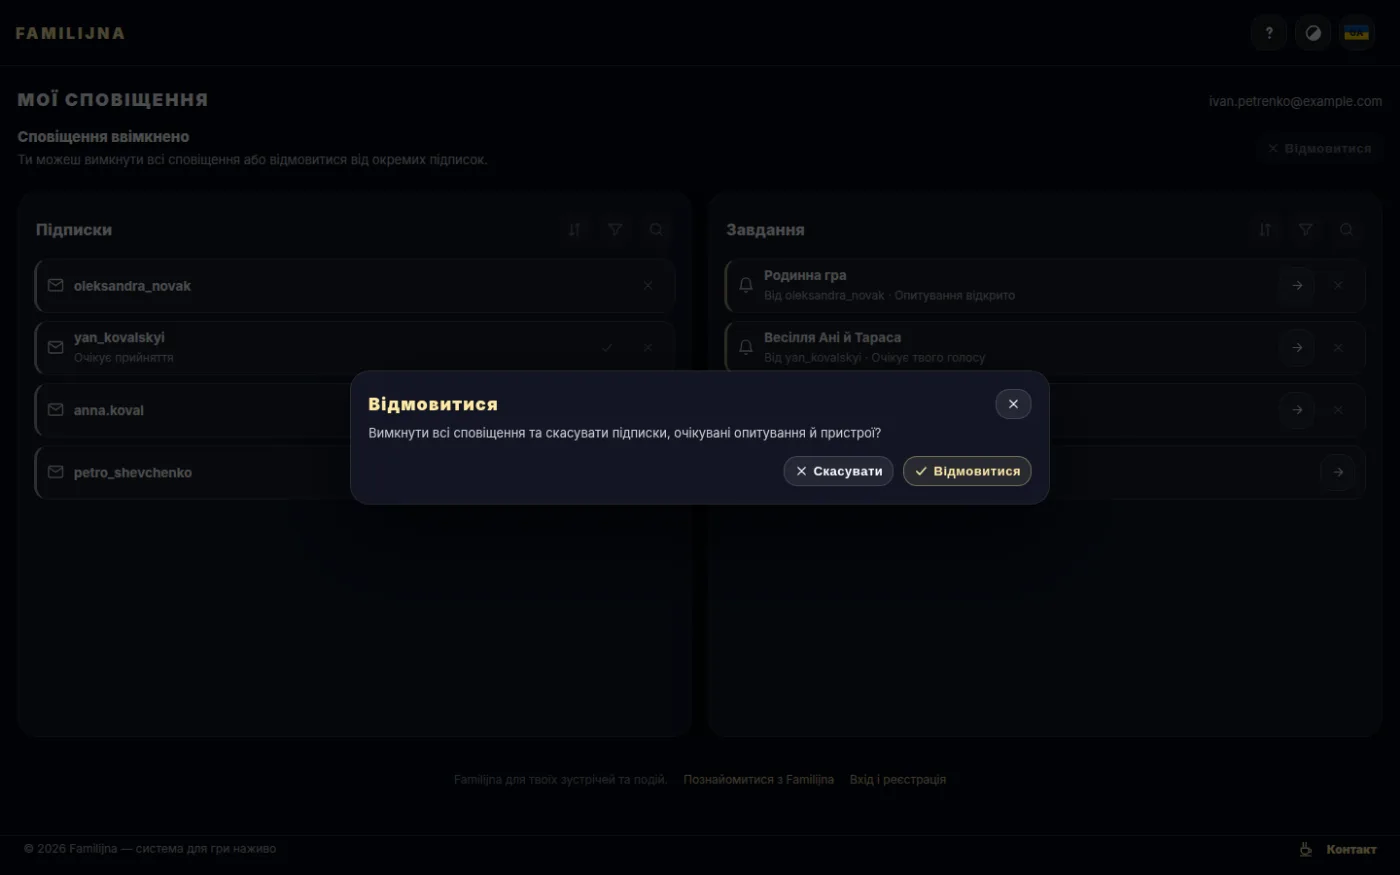 FAMILIJNA
?
UA
МОЇ СПОВІЩЕННЯ
ivan.petrenko@example.com
Сповіщення ввімкнено
Ти можеш вимкнути всі сповіщення або відмовитися від окремих підписок.
Відмовитися
Підписки
oleksandra_novak
yan_kovalskyi
Очікує прийняття
anna.koval
petro_shevchenko
Завдання
Родинна гра
Від oleksandra_novak · Опитування відкрито
Весілля Ані й Тараса
Від yan_kovalskyi · Очікує твого голосу
Відмовитися
Вимкнути всі сповіщення та скасувати підписки, очікувані опитування й пристрої?
Скасувати
Відмовитися
Familijna для твоїх зустрічей та подій. Познайомитися з Familijna Вхід і реєстрація
© 2026 Familijna — система для гри наживо
Контакт